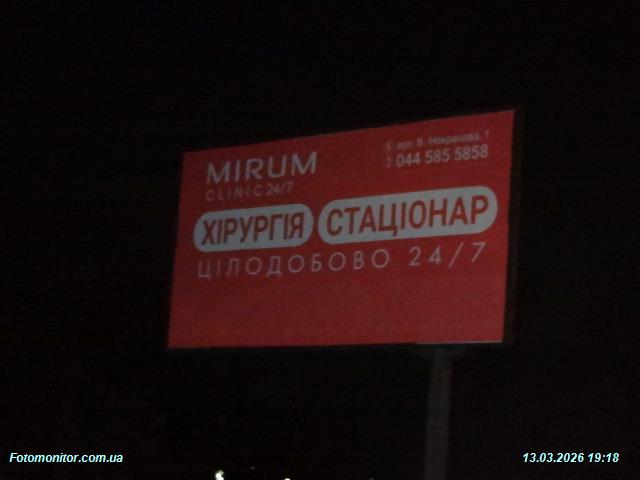 MIRUM
CLINIC 24/7
вул. В. Некрасова, 1
044 585 5858
ХІРУРГІЯ СТАЦІОНАР
ЦІЛОДОБОВО 24/7
Fotomonitor.com.ua
13.03.2026 19:18